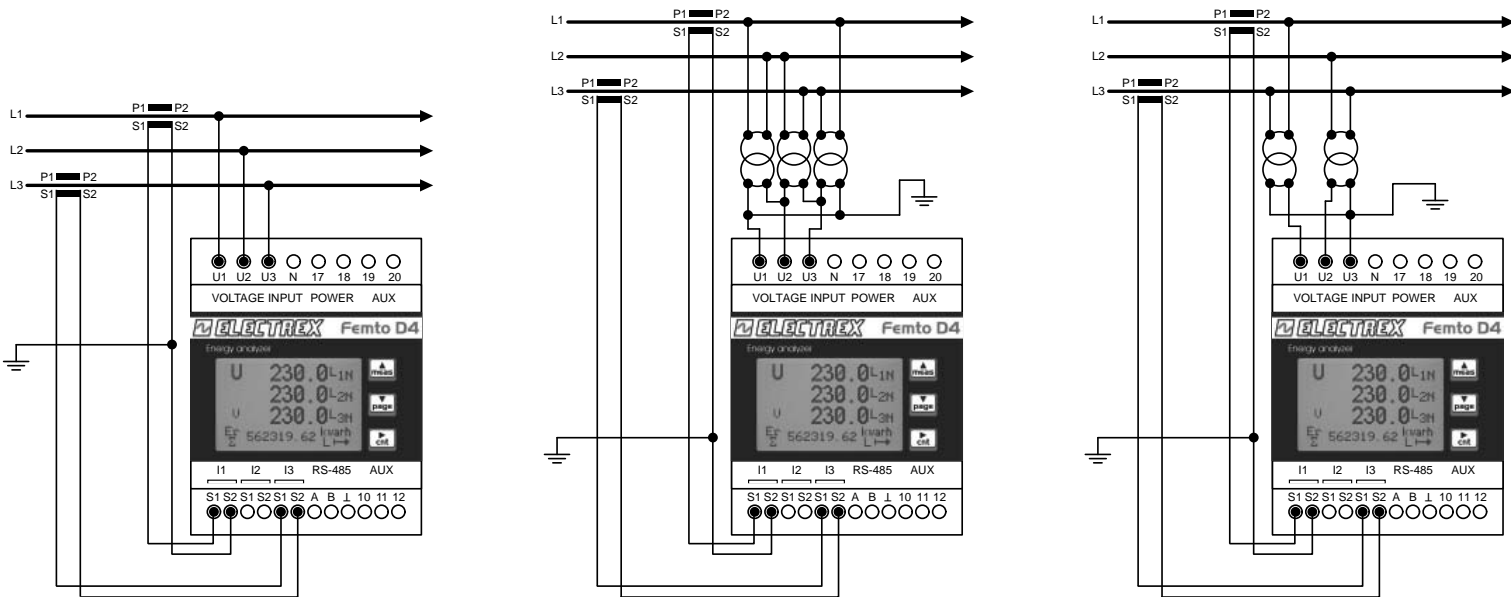 P1 P2
L1
S1 S2
L2
P1 P2
L3
S1 S2
U1 U2 U3 N 17 18 19 20
VOLTAGE INPUT POWER AUX
ELECTREX Femto D4
Energy analyzer
U 230.0 L1N
meas
230.0 L2N
page
U 230.0 L3N
Er Σ 562319.62 kvarh L
cnt
I1 I2 I3 RS-485 AUX
S1 S2 S1 S2 S1 S2 A B ⊥ 10 11 12
P1 P2
L1
S1 S2
L2
P1 P2
L3
S1 S2
U1 U2 U3 N 17 18 19 20
VOLTAGE INPUT POWER AUX
ELECTREX Femto D4
Energy analyzer
U 230.0 L1N
meas
230.0 L2N
page
U 230.0 L3N
Er Σ 562319.62 kvarh L
cnt
I1 I2 I3 RS-485 AUX
S1 S2 S1 S2 S1 S2 A B ⊥ 10 11 12
P1 P2
L1
S1 S2
L2
P1 P2
L3
S1 S2
U1 U2 U3 N 17 18 19 20
VOLTAGE INPUT POWER AUX
ELECTREX Femto D4
Energy analyzer
U 230.0 L1N
meas
230.0 L2N
page
U 230.0 L3N
Er Σ 562319.62 kvarh L
cnt
I1 I2 I3 RS-485 AUX
S1 S2 S1 S2 S1 S2 A B ⊥ 10 11 12